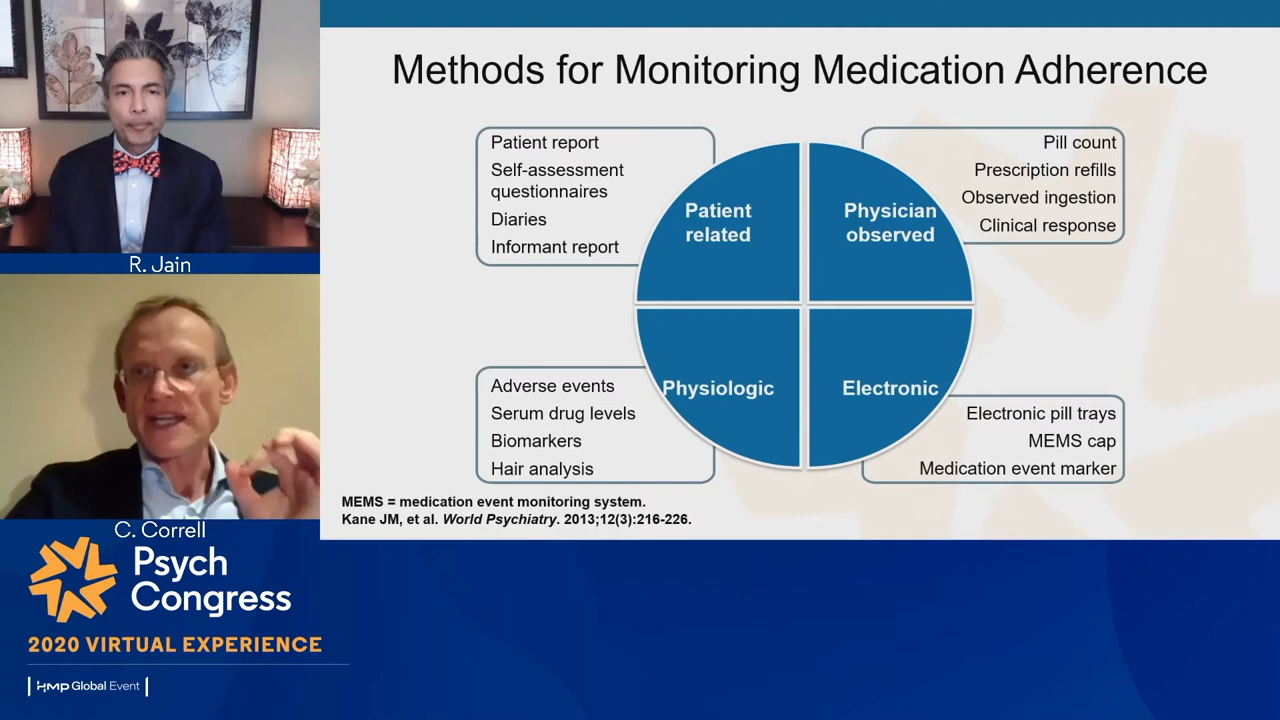 R. Jain
C. Correll
Psych
Congress
2020 VIRTUAL EXPERIENCE
HMP Global Event
Methods for Monitoring Medication Adherence
Patient report
Self-assessment
questionnaires
Diaries
Informant report
Pill count
Prescription refills
Observed ingestion
Clinical response
Patient
related
Physician
observed
Physiologic
Electronic
Adverse events
Serum drug levels
Biomarkers
Hair analysis
Electronic pill trays
MEMS cap
Medication event marker
MEMS = medication event monitoring system.
Kane JM, et al. World Psychiatry. 2013;12(3):216-226.